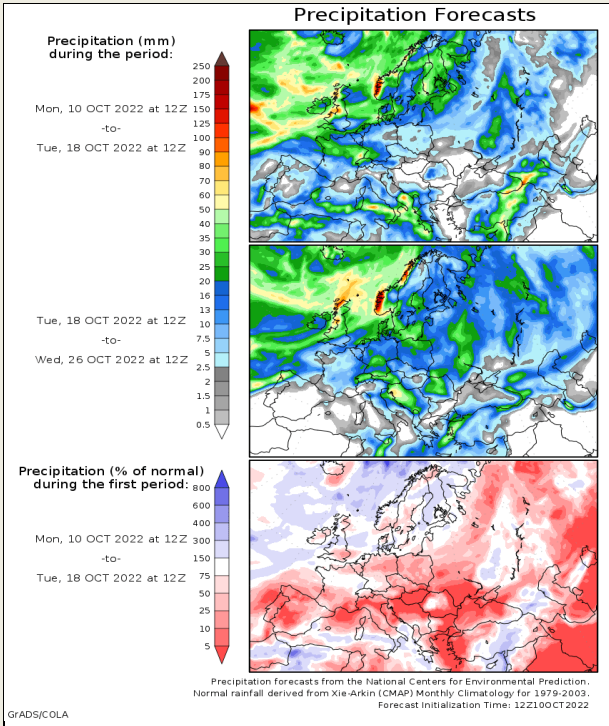 Precipitation Forecasts
Precipitation (mm)
during the period:
250
200
175
150
125
100
90
80
70
60
50
40
35
30
25
20
16
13
10
7.5
5
2.5
2
1.5
1
0.5
Mon, 10 OCT 2022 at 12Z
-to-
Tue, 18 OCT 2022 at 12Z
Tue, 18 OCT 2022 at 12Z
-to-
Wed, 26 OCT 2022 at 12Z
Precipitation (% of normal)
during the first period:
800
600
400
300
150
75
50
25
10
5
Mon, 10 OCT 2022 at 12Z
-to-
Tue, 18 OCT 2022 at 12Z
Precipitation forecasts from the National Centers for Environmental Prediction.
Normal rainfall derived from Xie-Arkin (CMAP) Monthly Climatology for 1979-2003.
Forecast Initialization Time: 12Z10OCT2022
GrADS/COLA